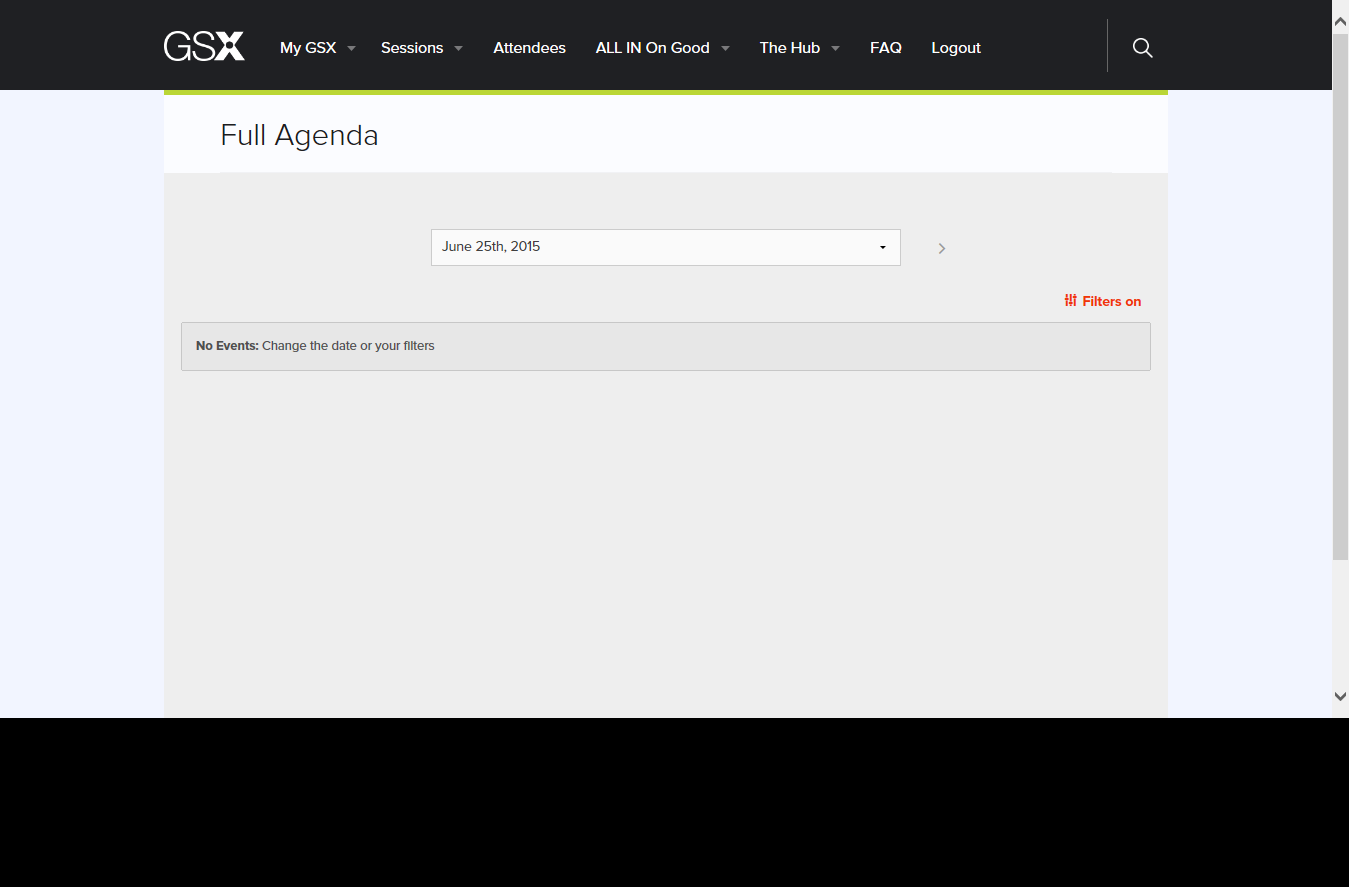 GSX My GSX Sessions Attendees ALL IN On Good The Hub FAQ Logout
Full Agenda
June 25th, 2015
Filters on
No Events: Change the date or your filters